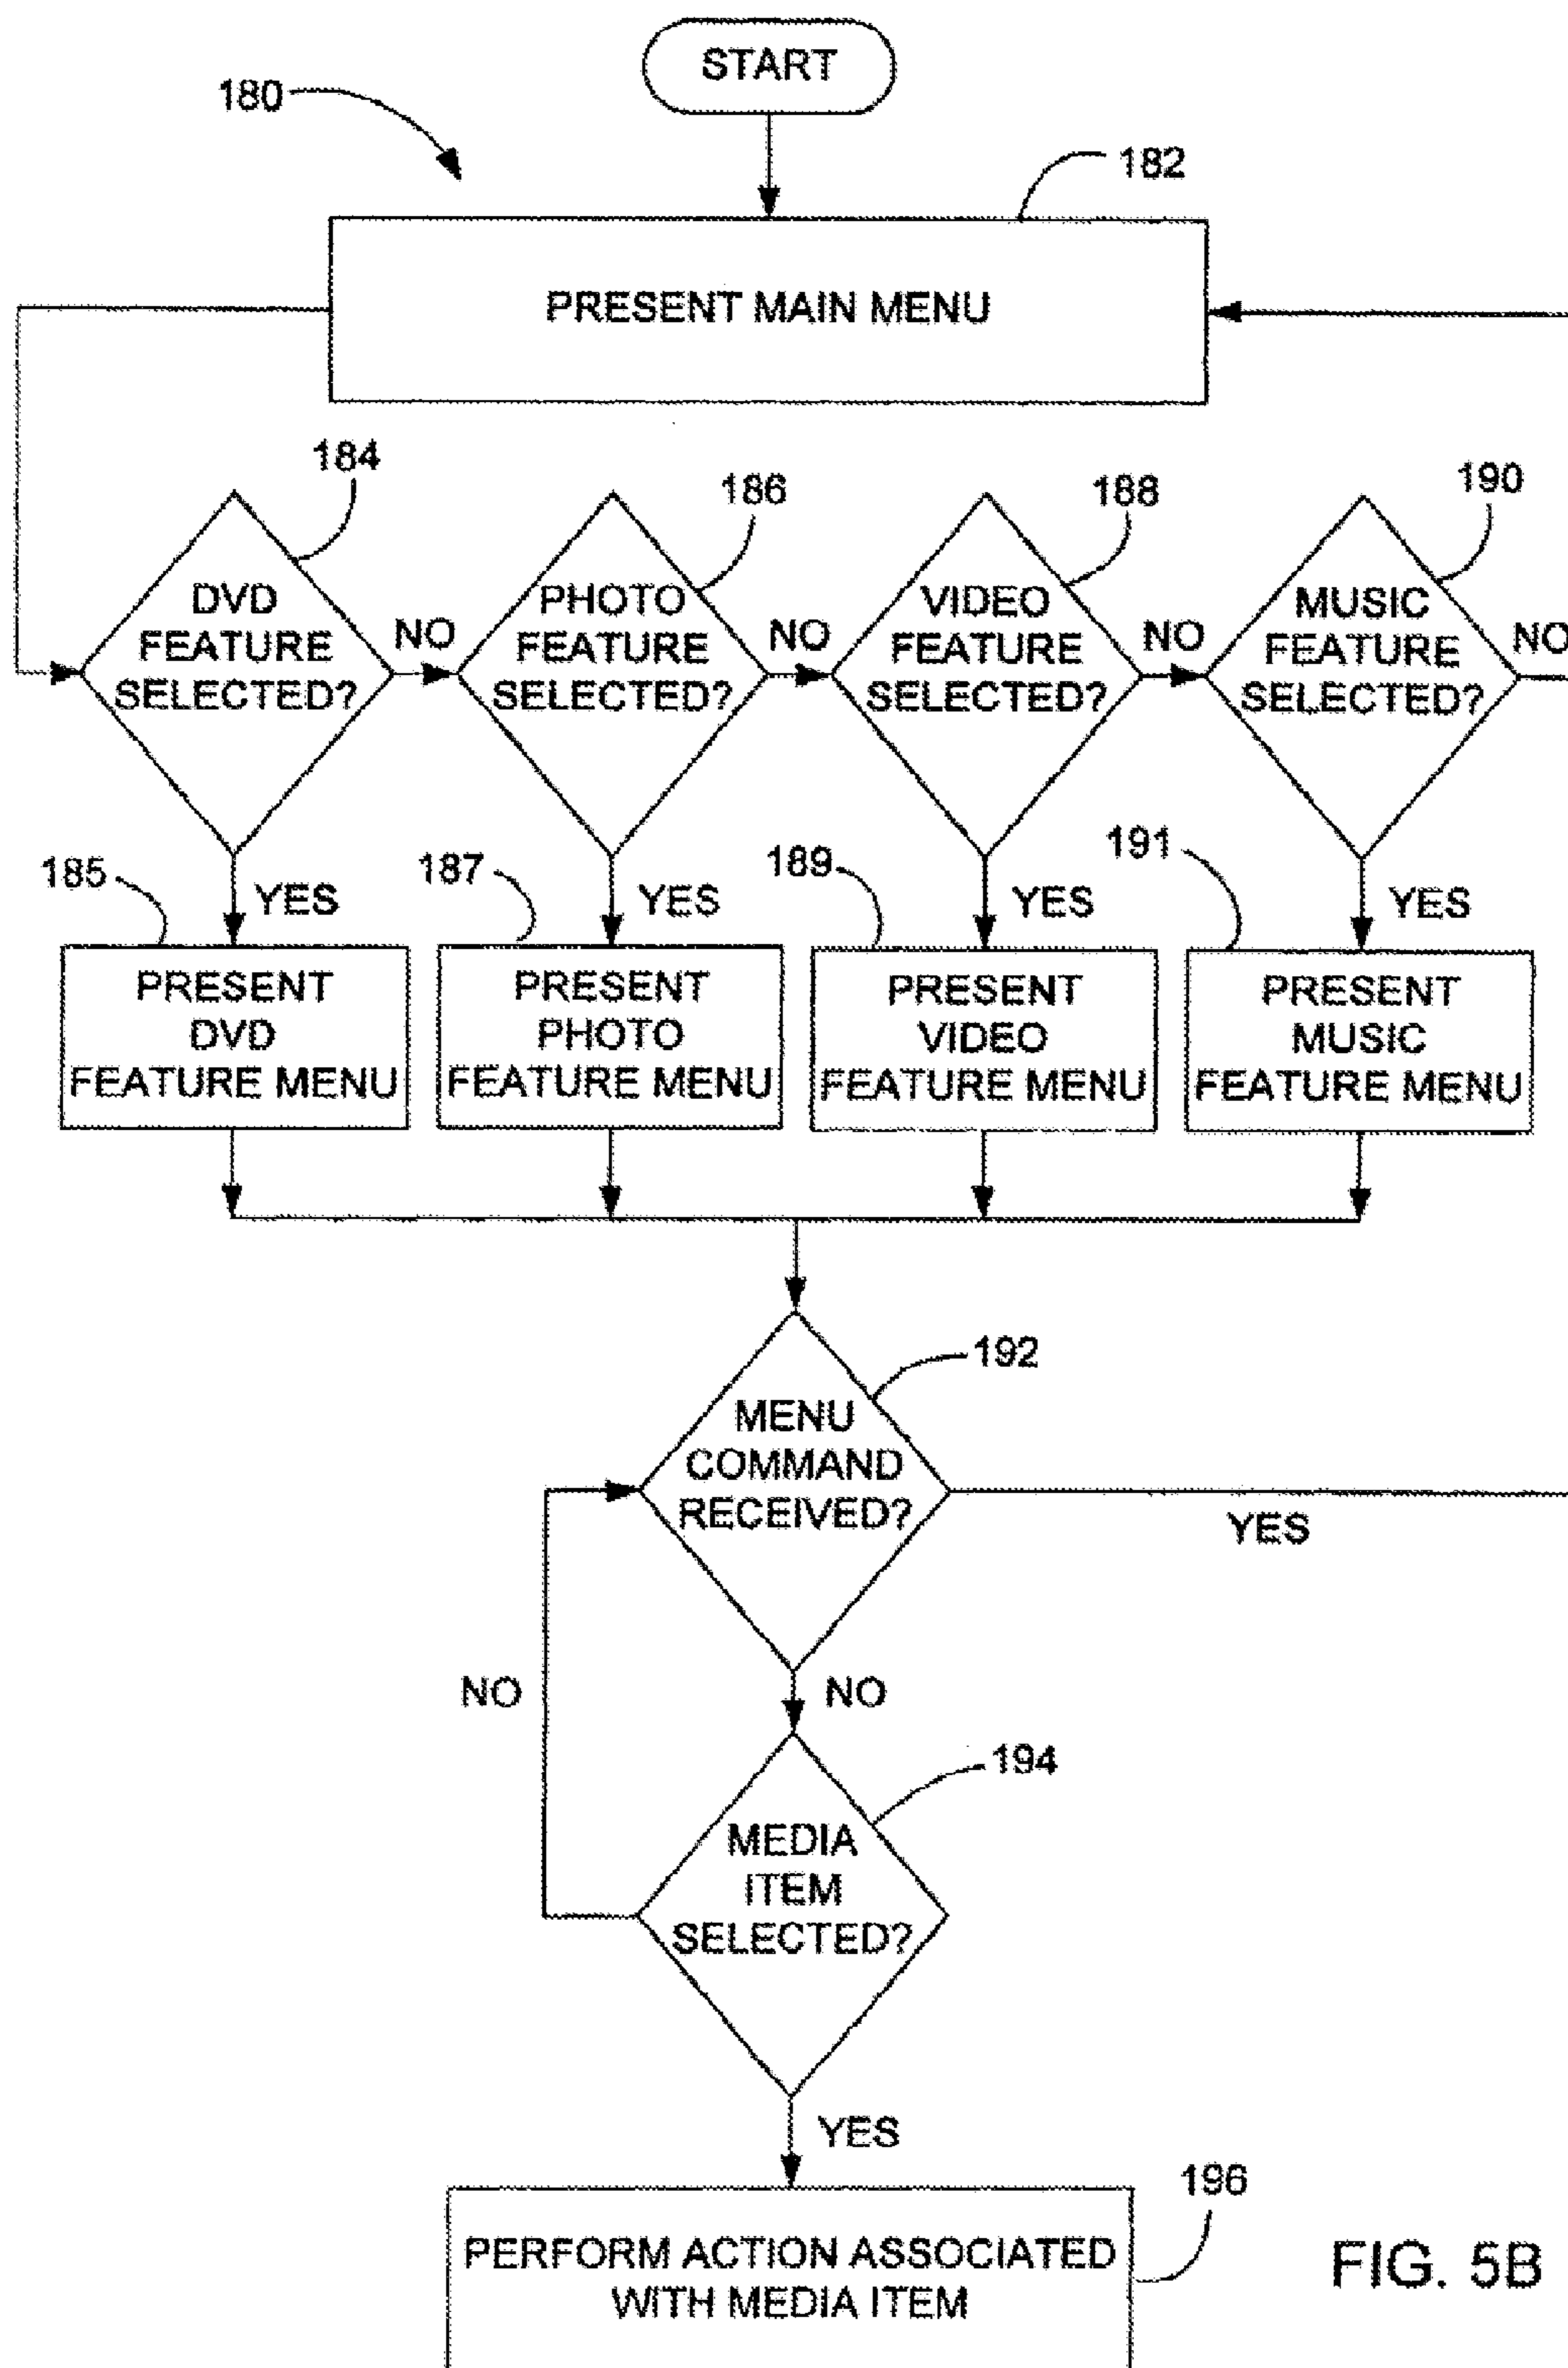 START
180
182
PRESENT MAIN MENU
184
186
188
190
DVD
FEATURE
SELECTED?
NO
PHOTO
FEATURE
SELECTED?
NO
VIDEO
FEATURE
SELECTED?
NO
MUSIC
FEATURE
SELECTED?
NO
185
YES
187
YES
189
YES
191
YES
PRESENT
DVD
FEATURE MENU
PRESENT
PHOTO
FEATURE MENU
PRESENT
VIDEO
FEATURE MENU
PRESENT
MUSIC
FEATURE MENU
192
MENU
COMMAND
RECEIVED?
YES
NO
NO
194
MEDIA
ITEM
SELECTED?
YES
196
PERFORM ACTION ASSOCIATED
WITH MEDIA ITEM
FIG. 5B